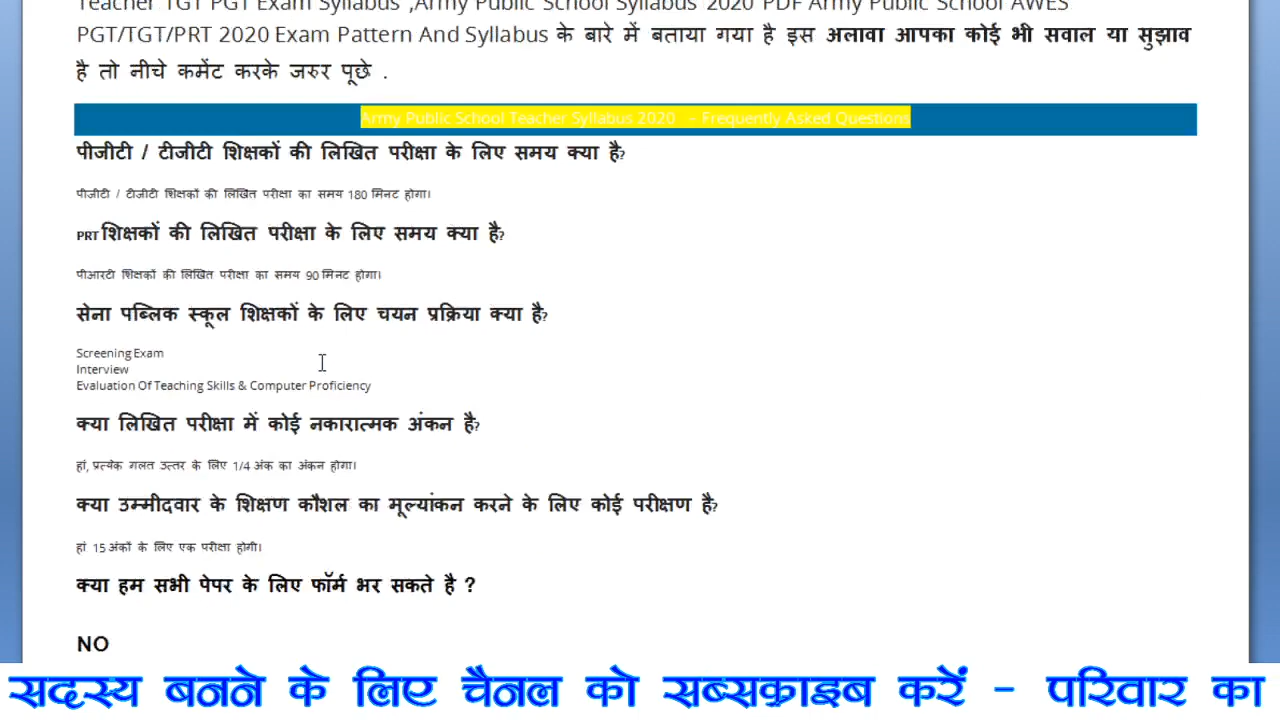 Teacher TGT PGT Exam Syllabus ,Army Public School Syllabus 2020 PDF Army Public School AWES
PGT/TGT/PRT 2020 Exam Pattern And Syllabus के बारे में बताया गया है इस अलावा आपका कोई भी सवाल या सुझाव
है तो नीचे कमेंट करके जरुर पूछे .
Army Public School Teacher Syllabus 2020 – Frequently Asked Questions
पीजीटी / टीजीटी शिक्षकों की लिखित परीक्षा के लिए समय क्या है?
पीजीटी / टीजीटी शिक्षकों की लिखित परीक्षा का समय 180 मिनट होगा।
PRT शिक्षकों की लिखित परीक्षा के लिए समय क्या है?
पीआरटी शिक्षकों की लिखित परीक्षा का समय 90 मिनट होगा।
सेना पब्लिक स्कूल शिक्षकों के लिए चयन प्रक्रिया क्या है?
Screening Exam
Interview
Evaluation Of Teaching Skills & Computer Proficiency
क्या लिखित परीक्षा में कोई नकारात्मक अंकन है?
हां, प्रत्येक गलत उत्तर के लिए 1/4 अंक का अंकन होगा।
क्या उम्मीदवार के शिक्षण कौशल का मूल्यांकन करने के लिए कोई परीक्षण है?
हां 15 अंकों के लिए एक परीक्षा होगी।
क्या हम सभी पेपर के लिए फॉर्म भर सकते है ?
NO
सदस्य बनने के लिए चैनल को सब्सक्राइब करें - परिवार का